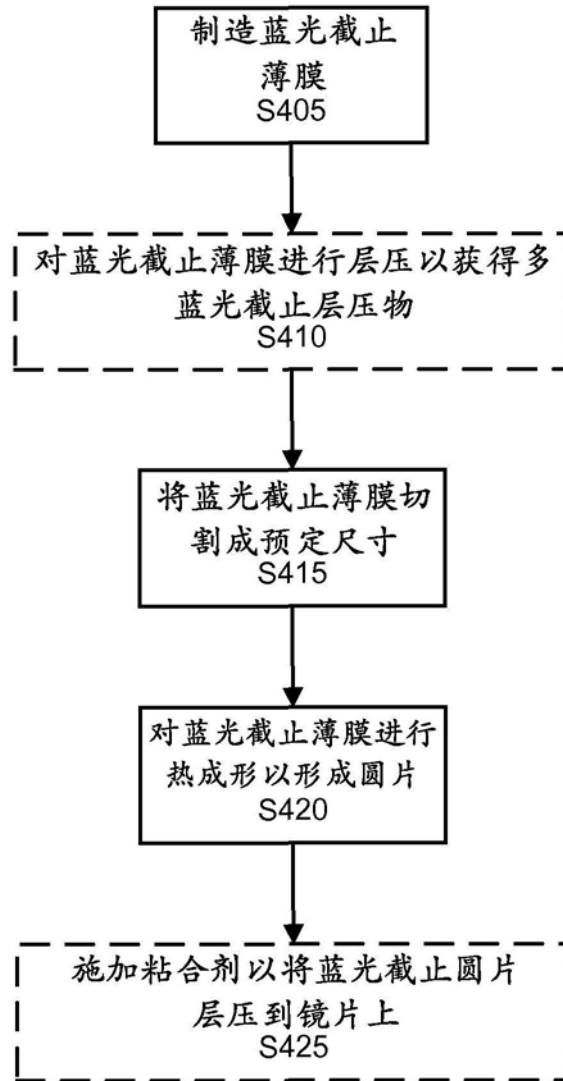 制造蓝光截止
薄膜
S405
对蓝光截止薄膜进行层压以获得多
蓝光截止层压物
S410
将蓝光截止薄膜切
割成预定尺寸
S415
对蓝光截止薄膜进行
热成形以形成圆片
S420
施加粘合剂以将蓝光截止圆片
层压到镜片上
S425